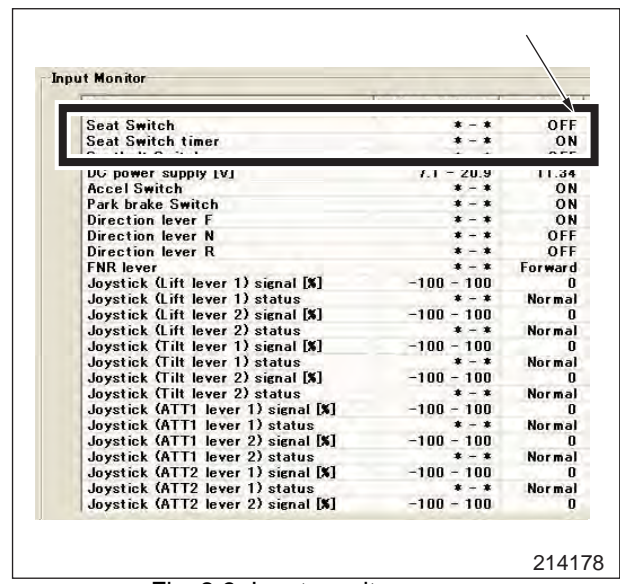 Input Monitor
Seat Switch * - * OFF
Seat Switch timer * - * ON
DC power supply [V] 7.1 - 20.9 11.34
Accel Switch * - * ON
Park brake Switch * - * ON
Direction lever F * - * ON
Direction lever N * - * OFF
Direction lever R * - * OFF
FNR lever * - * Forward
Joystick (Lift lever 1) signal [%] -100 - 100 0
Joystick (Lift lever 1) status * - * Normal
Joystick (Lift lever 2) signal [%] -100 - 100 0
Joystick (Lift lever 2) status * - * Normal
Joystick (Tilt lever 1) signal [%] -100 - 100 0
Joystick (Tilt lever 1) status * - * Normal
Joystick (Tilt lever 2) signal [%] -100 - 100 0
Joystick (Tilt lever 2) status * - * Normal
Joystick (ATT1 lever 1) signal [%] -100 - 100 0
Joystick (ATT1 lever 1) status * - * Normal
Joystick (ATT1 lever 2) signal [%] -100 - 100 0
Joystick (ATT1 lever 2) status * - * Normal
Joystick (ATT2 lever 1) signal [%] -100 - 100 0
Joystick (ATT2 lever 1) status * - * Normal
Joystick (ATT2 lever 2) signal [%] -100 - 100 0
214178